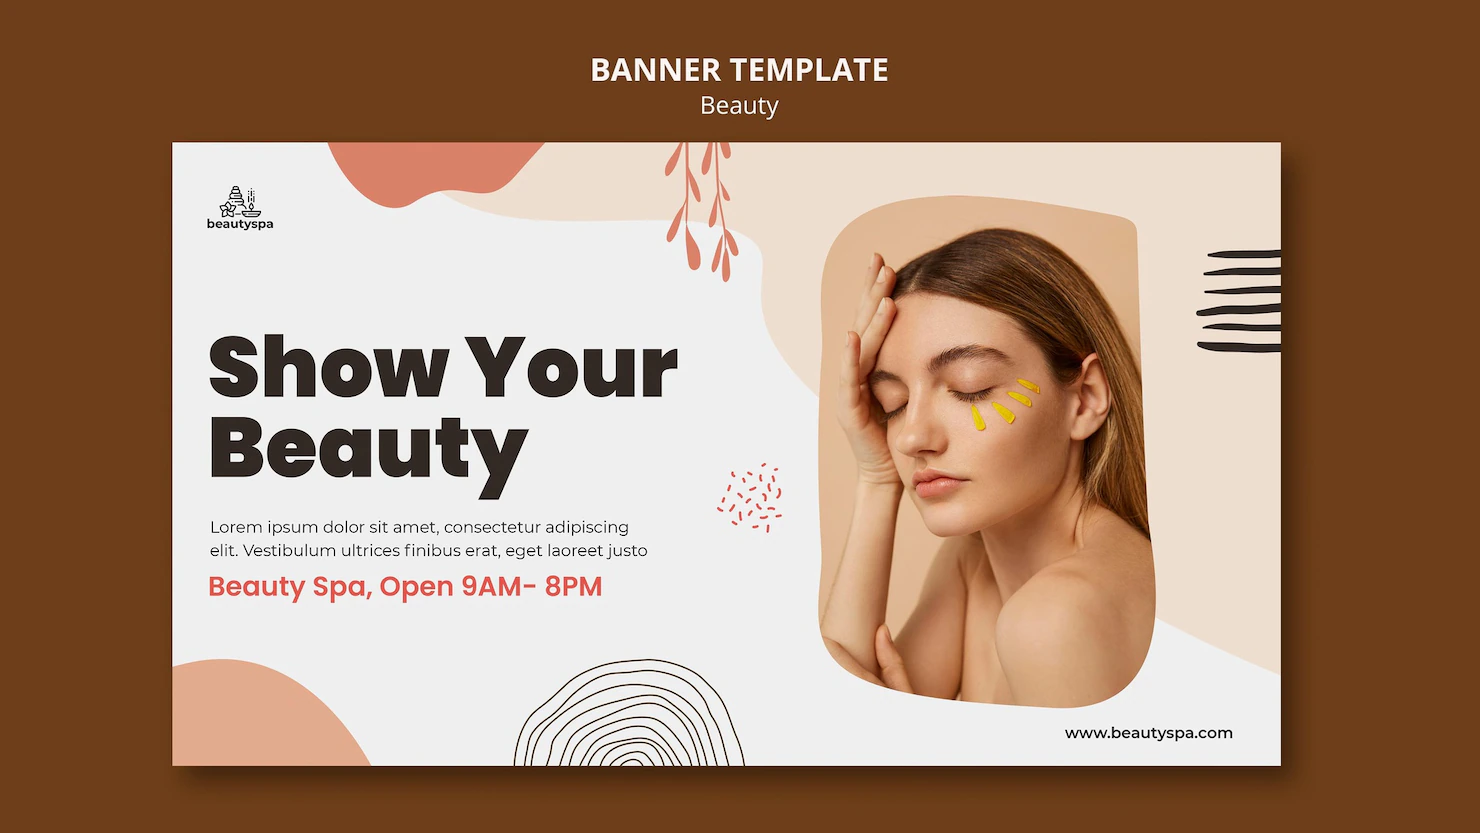 BANNER TEMPLATE
Beauty
beautyspa
Show Your
Beauty
Lorem ipsum dolor sit amet, consectetur adipiscing
elit. Vestibulum ultrices finibus erat, eget laoreet justo
Beauty Spa, Open 9AM- 8PM
www.beautyspa.com